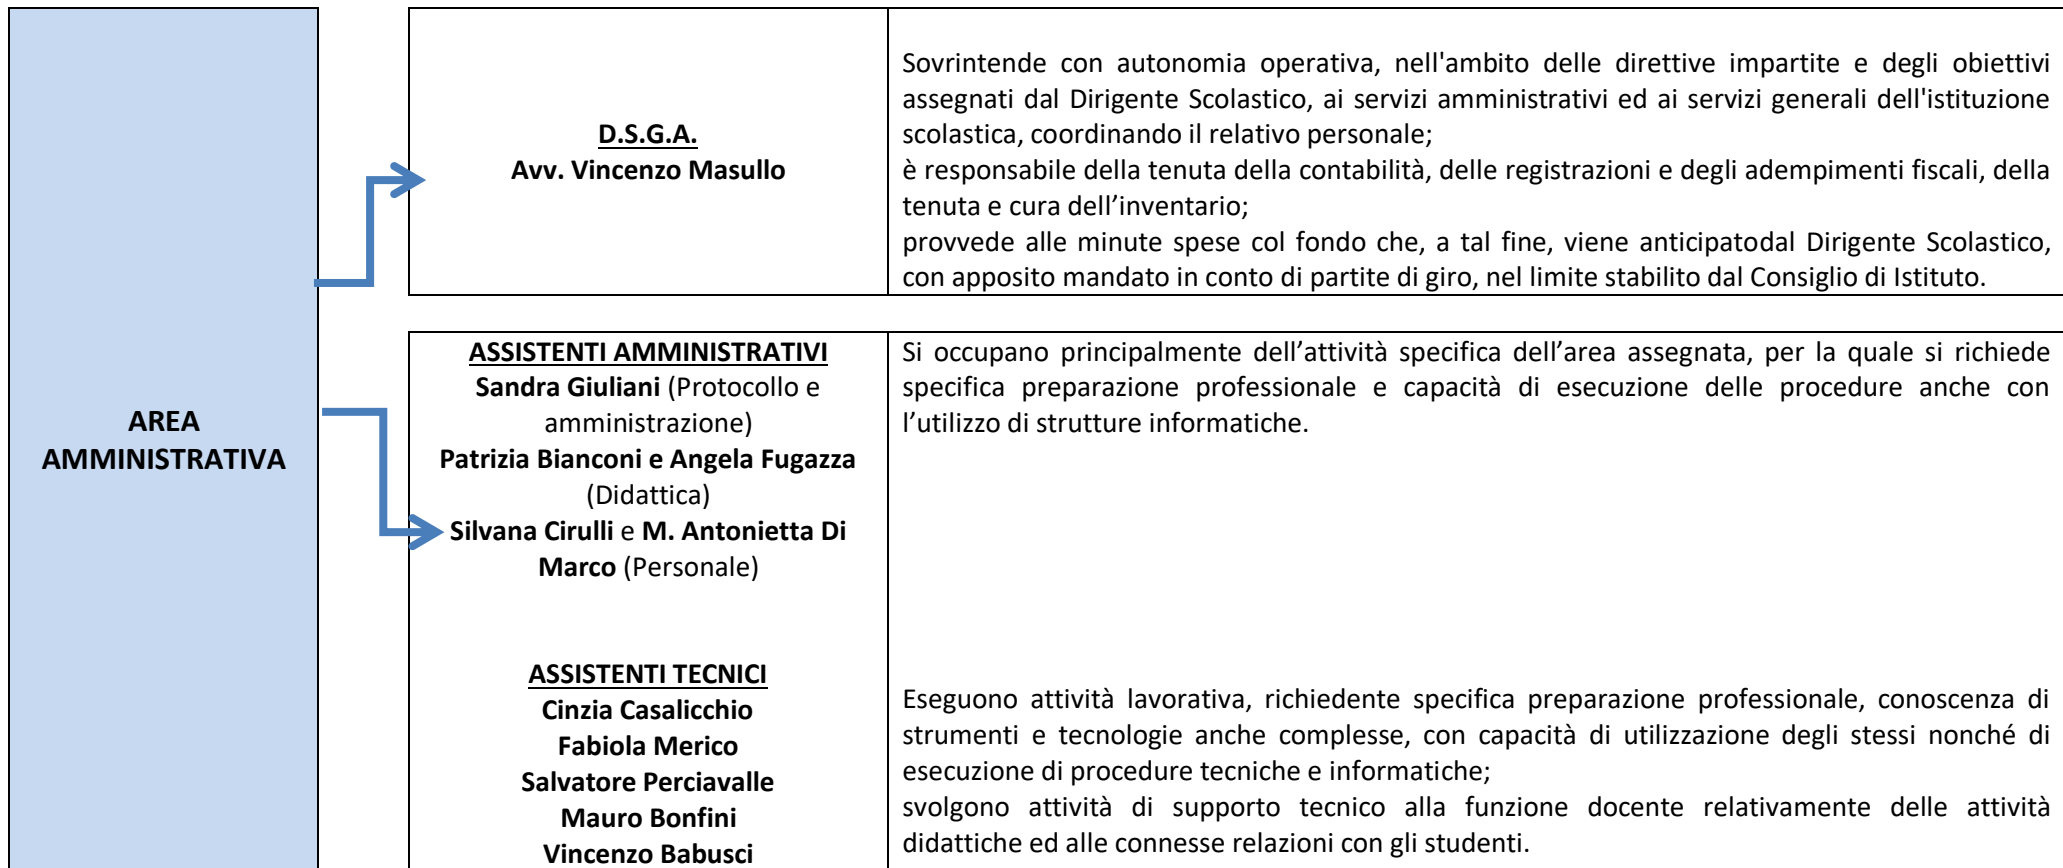 AREA
AMMINISTRATIVA
D.S.G.A.
Avv. Vincenzo Masullo
Sovrintende con autonomia operativa, nell'ambito delle direttive impartite e degli obiettivi
assegnati dal Dirigente Scolastico, ai servizi amministrativi ed ai servizi generali dell'istituzione
scolastica, coordinando il relativo personale;
è responsabile della tenuta della contabilità, delle registrazioni e degli adempimenti fiscali, della
tenuta e cura dell’inventario;
provvede alle minute spese col fondo che, a tal fine, viene anticipatodal Dirigente Scolastico,
con apposito mandato in conto di partite di giro, nel limite stabilito dal Consiglio di Istituto.
ASSISTENTI AMMINISTRATIVI
Sandra Giuliani (Protocollo e
amministrazione)
Patrizia Bianconi e Angela Fugazza
(Didattica)
Silvana Cirulli e M. Antonietta Di
Marco (Personale)
Si occupano principalmente dell’attività specifica dell’area assegnata, per la quale si richiede
specifica preparazione professionale e capacità di esecuzione delle procedure anche con
l’utilizzo di strutture informatiche.
ASSISTENTI TECNICI
Cinzia Casalicchio
Fabiola Merico
Salvatore Perciavalle
Mauro Bonfini
Vincenzo Babusci
Eseguono attività lavorativa, richiedente specifica preparazione professionale, conoscenza di
strumenti e tecnologie anche complesse, con capacità di utilizzazione degli stessi nonché di
esecuzione di procedure tecniche e informatiche;
svolgono attività di supporto tecnico alla funzione docente relativamente delle attività
didattiche ed alle connesse relazioni con gli studenti.